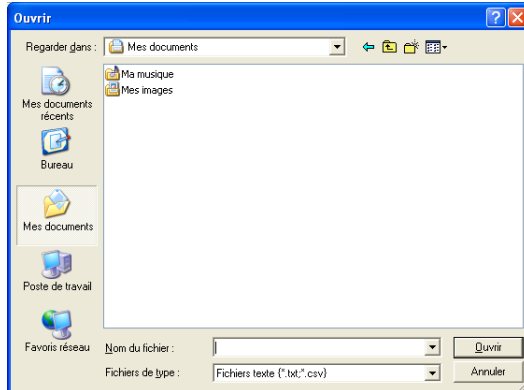 Ouvrir
Regarder dans : Mes documents
Ma musique
Mes images
Mes documents
récents
Bureau
Mes documents
Poste de travail
Favoris réseau
Nom du fichier : Ouvrir
Fichiers de type : Fichiers texte {*.txt;*.csv} Annuler